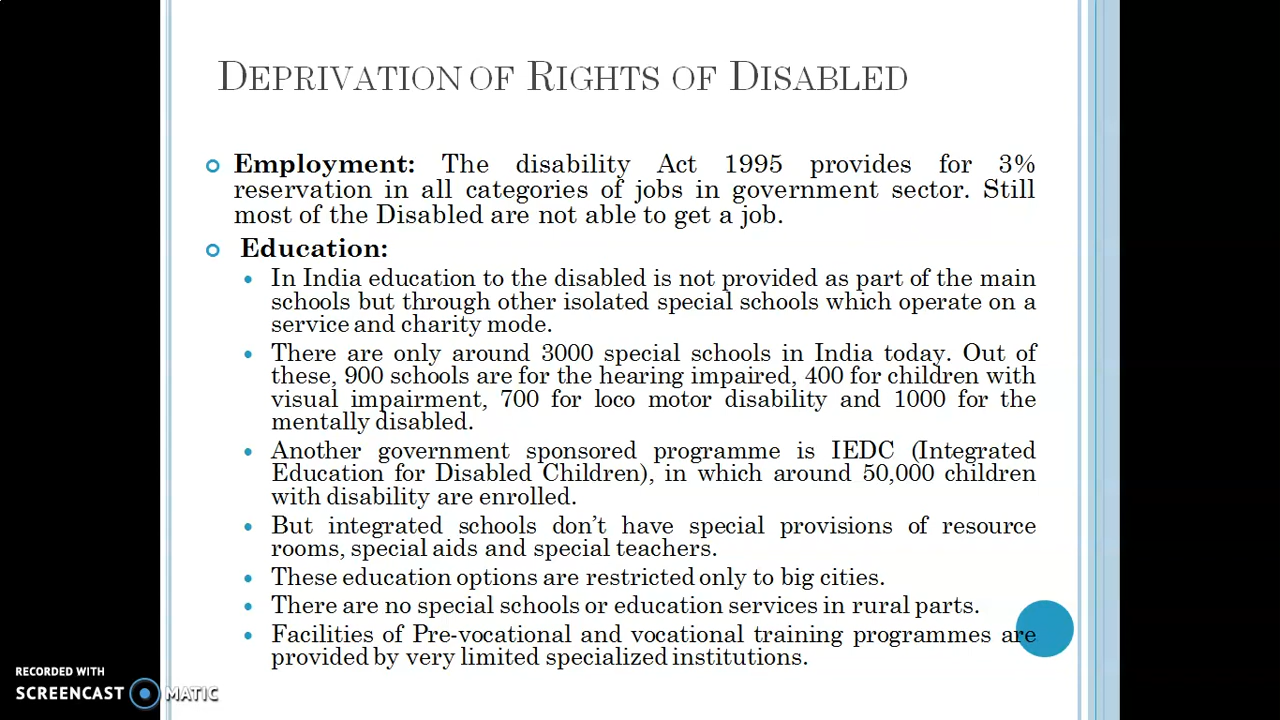 DEPRIVATION OF RIGHTS OF DISABLED
Employment: The disability Act 1995 provides for 3%
reservation in all categories of jobs in government sector. Still
most of the Disabled are not able to get a job.
Education:
In India education to the disabled is not provided as part of the main
schools but through other isolated special schools which operate on a
service and charity mode.
There are only around 3000 special schools in India today. Out of
these, 900 schools are for the hearing impaired, 400 for children with
visual impairment, 700 for loco motor disability and 1000 for the
mentally disabled.
Another government sponsored programme is IEDC (Integrated
Education for Disabled Children), in which around 50,000 children
with disability are enrolled.
But integrated schools don't have special provisions of resource
rooms, special aids and special teachers.
These education options are restricted only to big cities.
There are no special schools or education services in rural parts.
Facilities of Pre-vocational and vocational training programmes are
provided by very limited specialized institutions.
RECORDED WITH
SCREENCAST MATIC